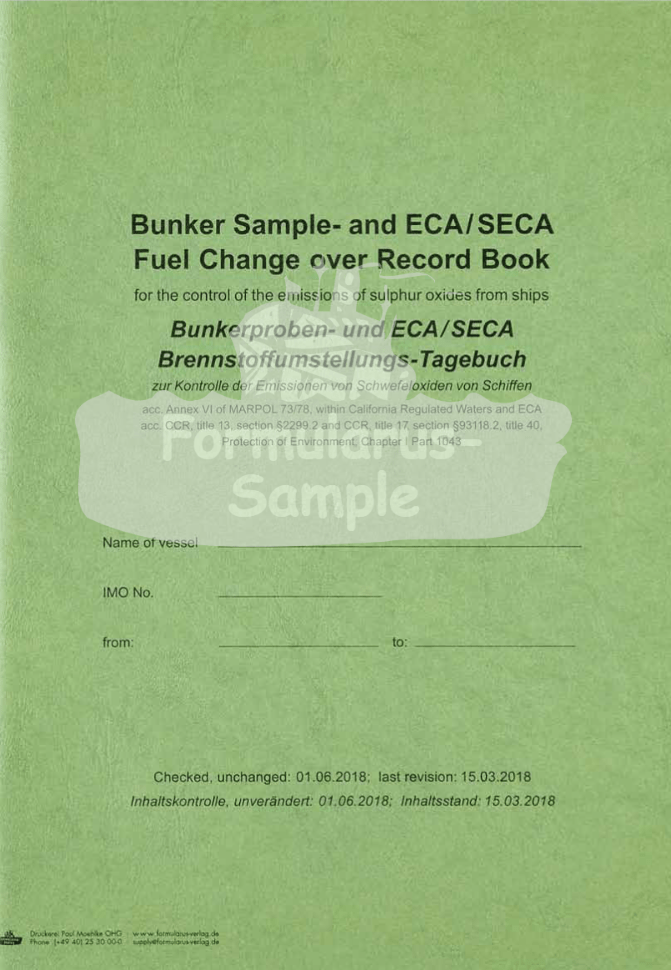 Bunker Sample- and ECA/SECA
Fuel Change over Record Book
for the control of the emissions of sulphur oxides from ships
Bunkerproben- und ECA/SECA
Brennstoffumstellungs-Tagebuch
zur Kontrolle der Emissionen von Schwefeloxiden von Schiffen
acc. Annex VI of MARPOL 73/78, within California Regulated Waters and ECA
acc. CCR, title 13, section §2299.2 and CCR, title 17, section §93118.2, title 40,
Protection of Environment, Chapter I Part 1043
Formularus-
Sample
Name of vessel
IMO No.
from: to:
Checked, unchanged: 01.06.2018; last revision: 15.03.2018
Inhaltskontrolle, unverändert: 01.06.2018; Inhaltsstand: 15.03.2018
Druckerei Paul Moehlke OHG · www.formularus-verlag.de
Phone (+49 40) 25 30 00-0 · supply@formularus-verlag.de